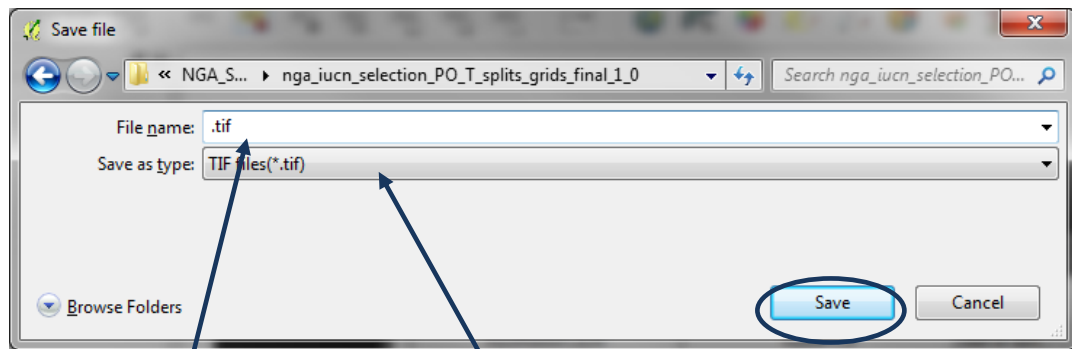 Save file
« NGA_S... ▸ nga_iucn_selection_PO_T_splits_grids_final_1_0
Search nga_iucn_selection_PO...
File name: .tif
Save as type: TIF files(*.tif)
Browse Folders
Save
Cancel